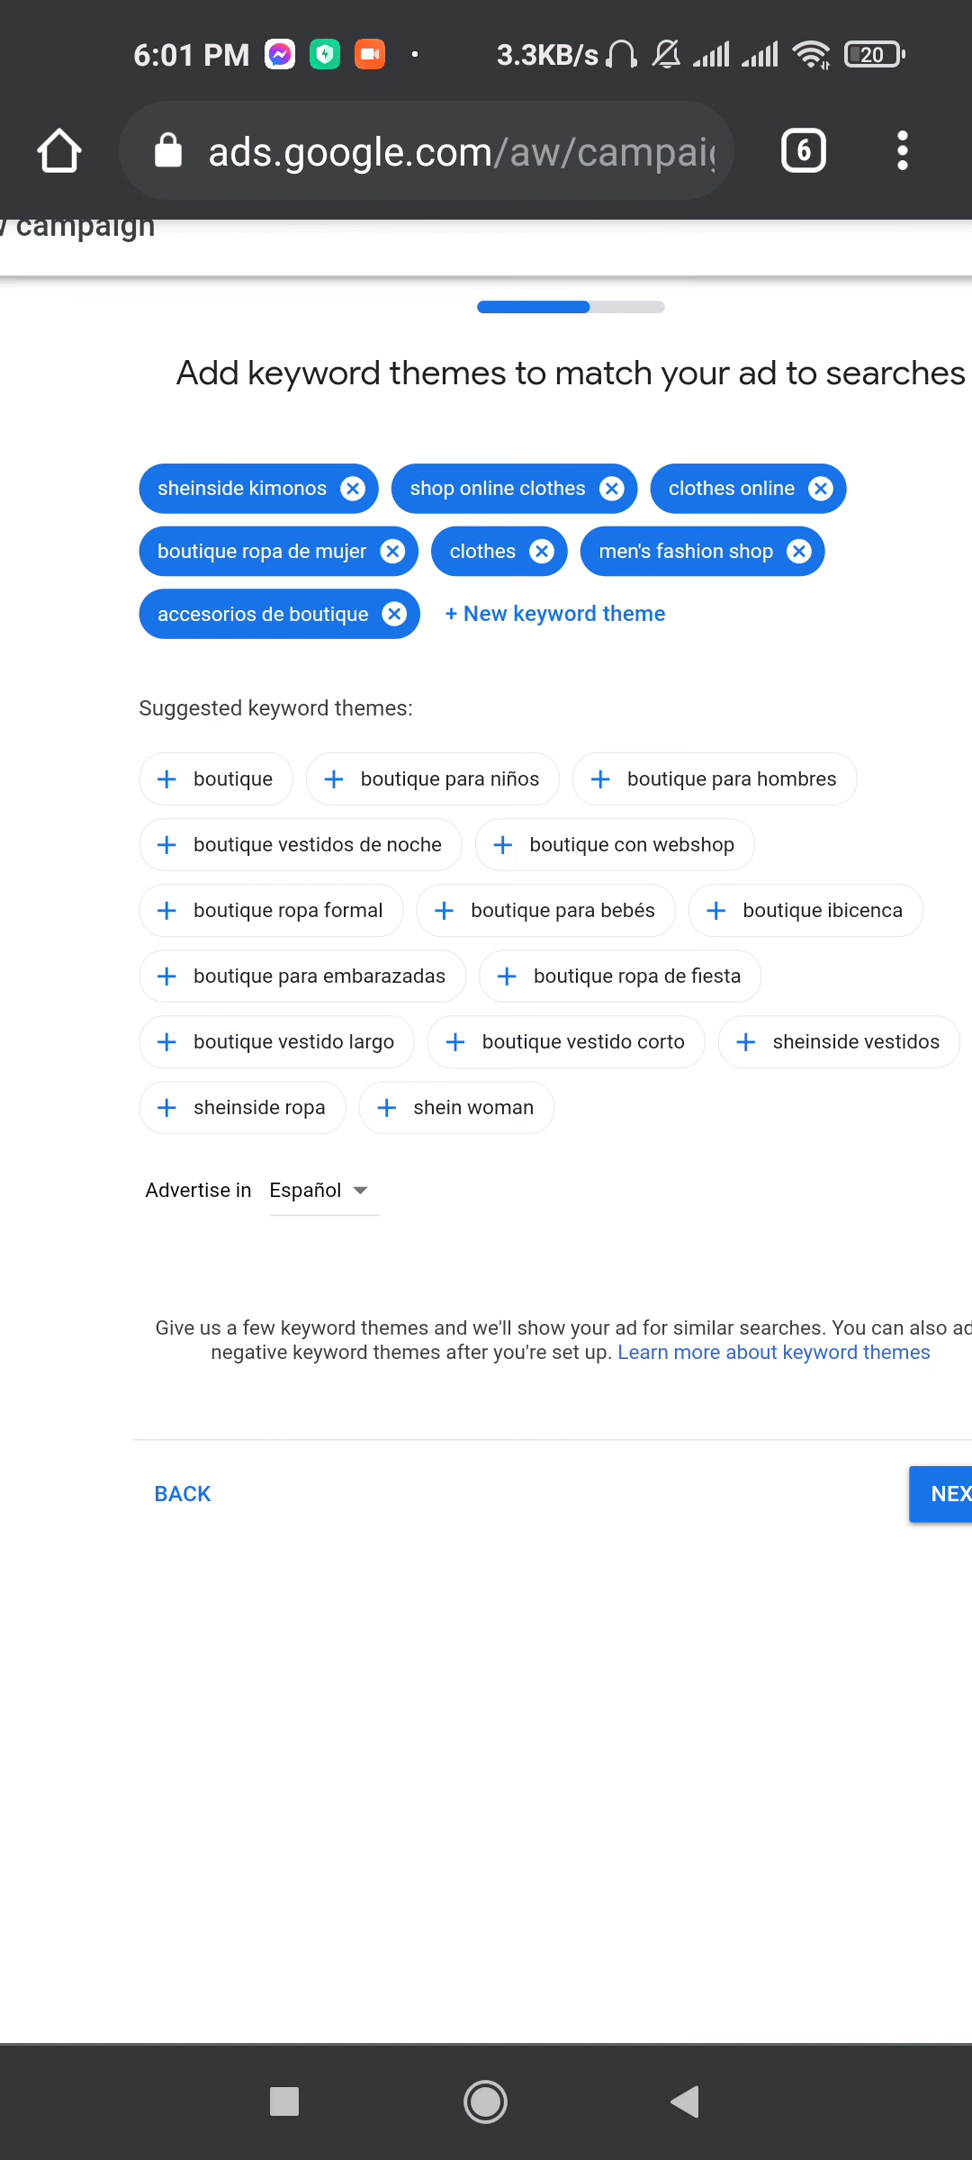 6:01 PM 3.3KB/s 20
ads.google.com/aw/campaig 6
campaign
Add keyword themes to match your ad to searches
sheinside kimonos shop online clothes clothes online
boutique ropa de mujer clothes men's fashion shop
accesorios de boutique + New keyword theme
Suggested keyword themes:
+ boutique + boutique para niños + boutique para hombres
+ boutique vestidos de noche + boutique con webshop
+ boutique ropa formal + boutique para bebés + boutique ibicenca
+ boutique para embarazadas + boutique ropa de fiesta
+ boutique vestido largo + boutique vestido corto + sheinside vestidos
+ sheinside ropa + shein woman
Advertise in Español
Give us a few keyword themes and we'll show your ad for similar searches. You can also ad
negative keyword themes after you're set up. Learn more about keyword themes
BACK NEX